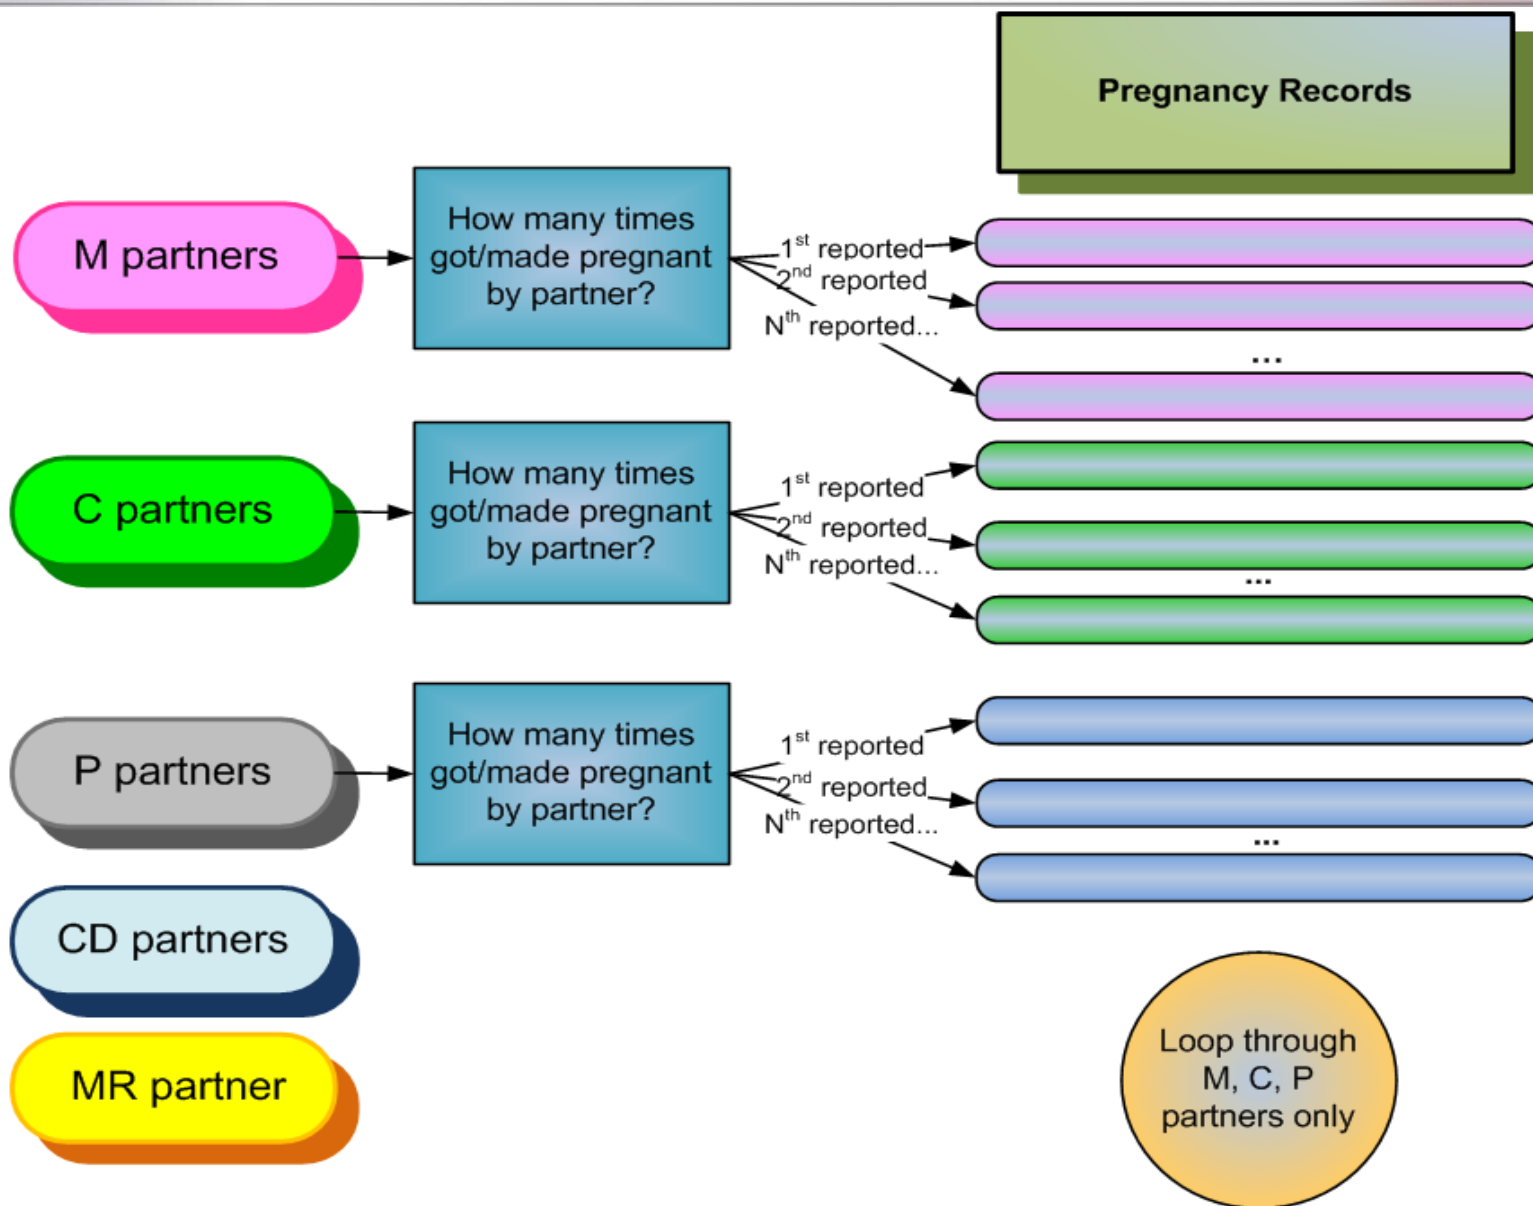 Pregnancy Records
M partners
How many times
got/made pregnant
by partner?
1st reported
2nd reported
Nth reported...
...
C partners
How many times
got/made pregnant
by partner?
1st reported
2nd reported
Nth reported...
...
P partners
How many times
got/made pregnant
by partner?
1st reported
2nd reported
Nth reported...
...
CD partners
MR partner
Loop through
M, C, P
partners only